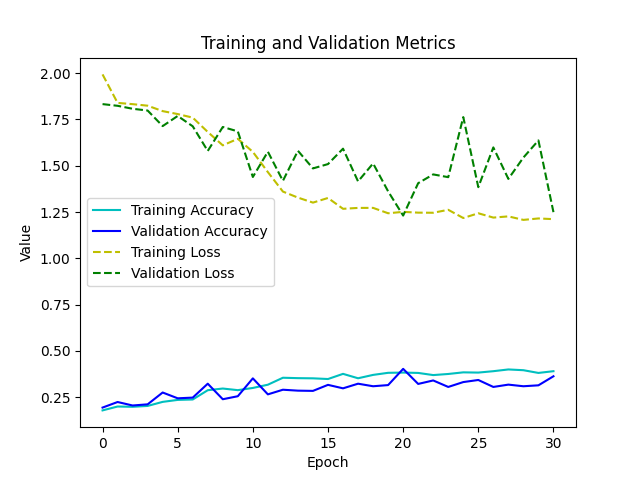 Training and Validation Metrics
2.00
1.75
1.50
1.25
1.00
0.75
0.50
0.25
Value
Training Accuracy
Validation Accuracy
Training Loss
Validation Loss
0 5 10 15 20 25 30
Epoch